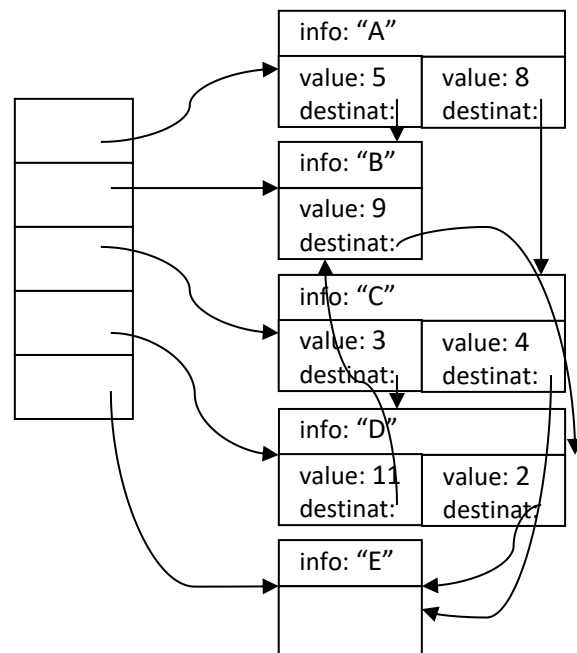 info: “A”
value: 5
destinat:
value: 8
destinat:
info: “B”
value: 9
destinat:
info: “C”
value: 3
destinat:
value: 4
destinat:
info: “D”
value: 11
destinat:
value: 2
destinat:
info: “E”